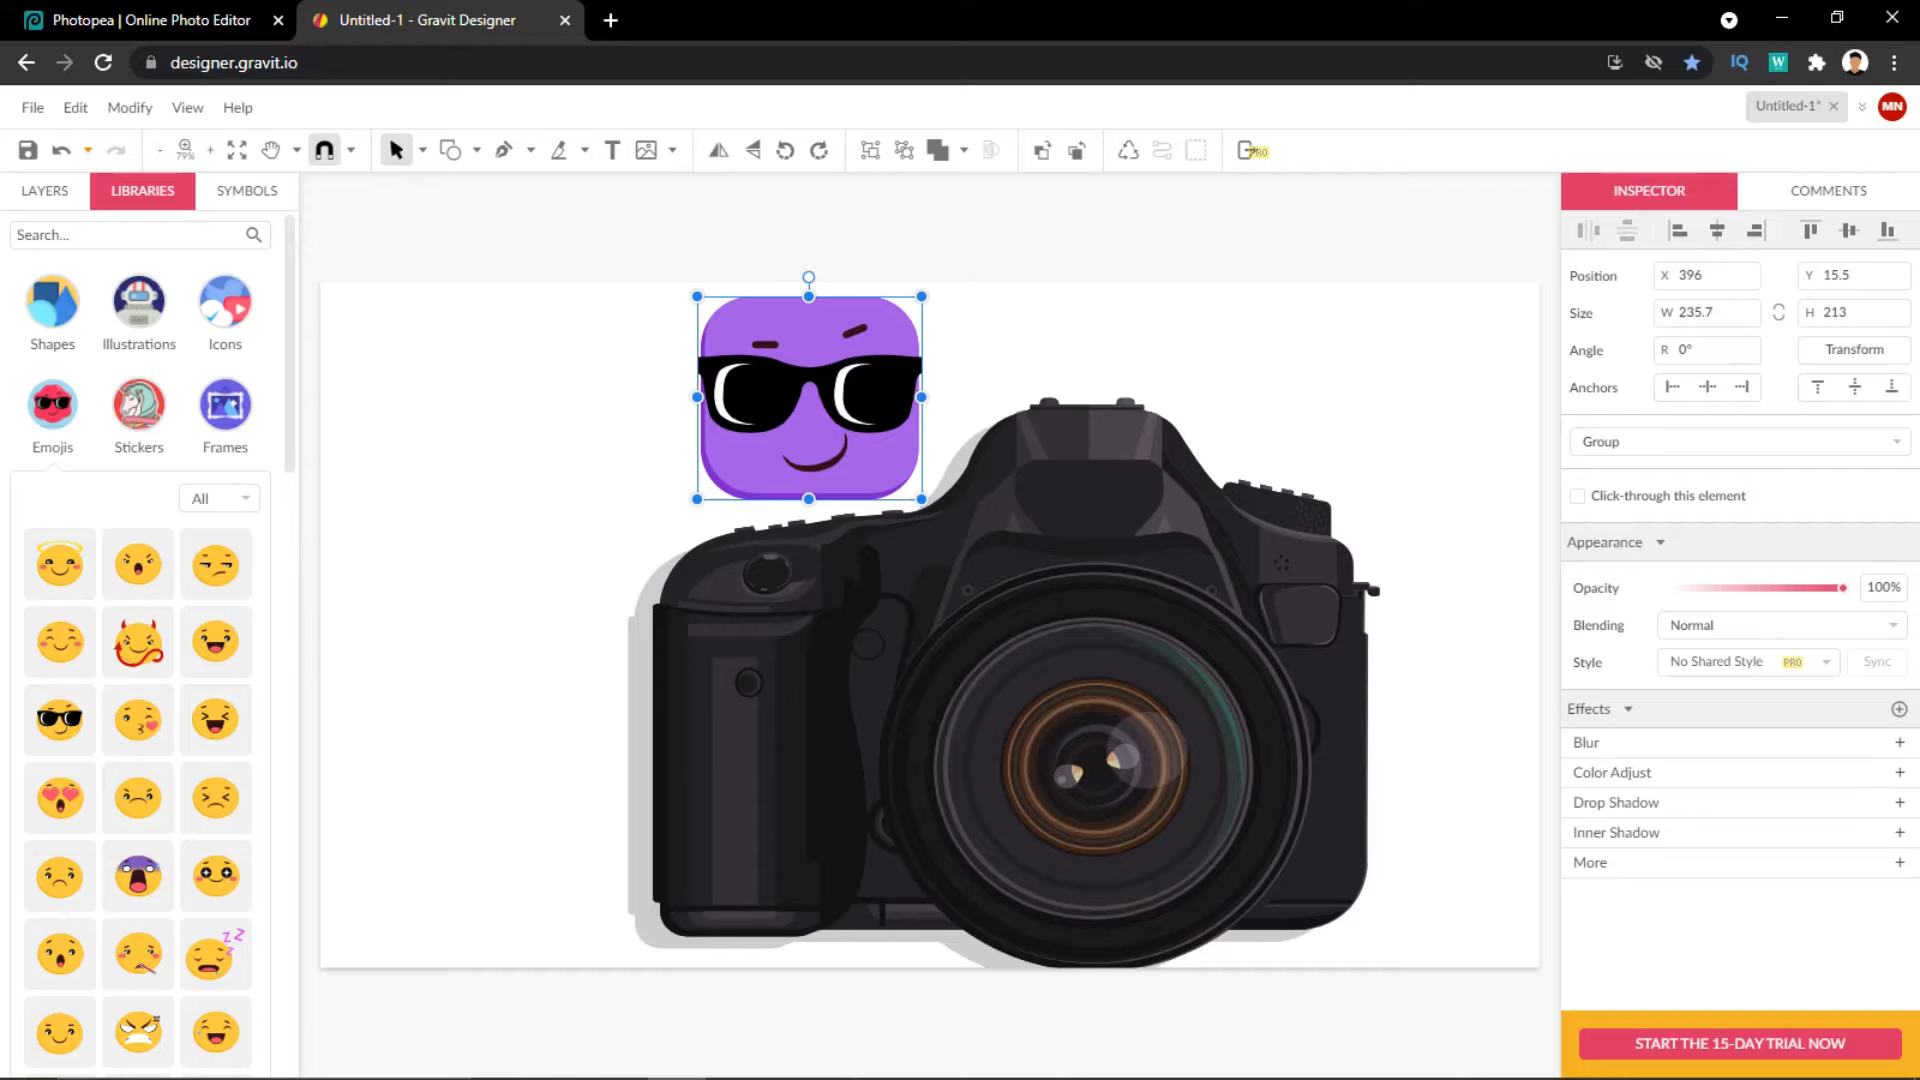 Photopea | Online Photo Editor
Untitled-1 - Gravit Designer
designer.gravit.io
IQ
W
File Edit Modify View Help
Untitled-1*
MN
- 79% +
T
PRO
LAYERS LIBRARIES SYMBOLS
INSPECTOR COMMENTS
Search...
Shapes Illustrations Icons
Emojis Stickers Frames
All
Position X 396 Y 15.5
Size W 235.7 H 213
Angle R 0° Transform
Anchors
Group
Click-through this element
Appearance
Opacity 100%
Blending Normal
Style No Shared Style PRO Sync
Effects
Blur
Color Adjust
Drop Shadow
Inner Shadow
More
START THE 15-DAY TRIAL NOW